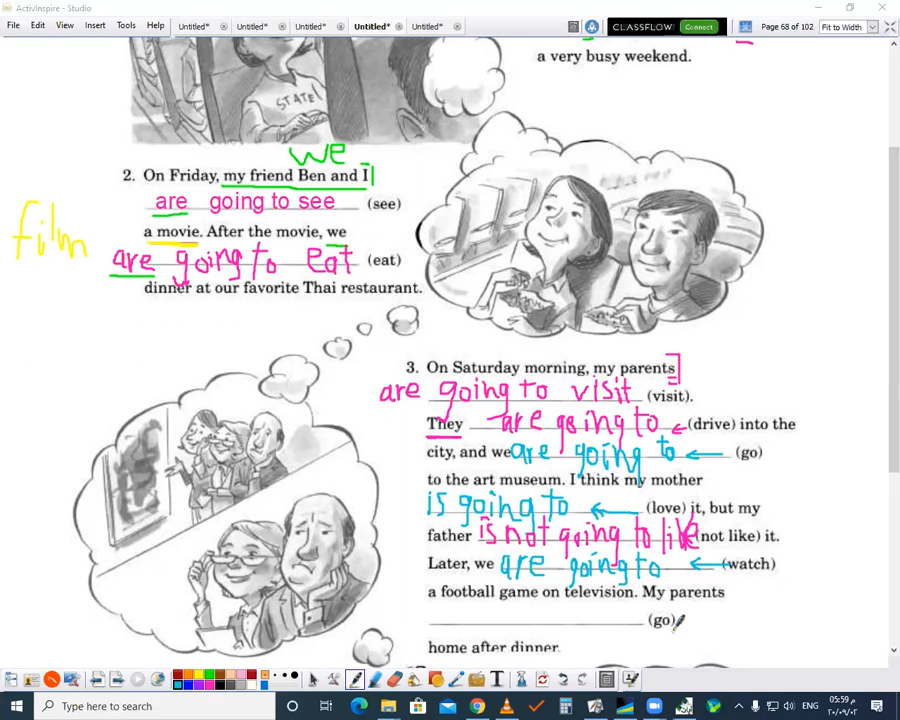 ActivInspire - Studio
File Edit View Insert Tools Help Untitled* Untitled* Untitled* Untitled* Untitled* CLASSFLOW Connect Page 68 of 102 Fit to Width
a very busy weekend.
STATE
we
2. On Friday, my friend Ben and I
are going to see (see)
a movie. After the movie, we
film
are going to eat (eat)
dinner at our favorite Thai restaurant.
3. On Saturday morning, my parents
are going to visit (visit).
They are going to (drive) into the
city, and we are going to (go)
to the art museum. I think my mother
is going to (love) it, but my
father is not going to like (not like) it.
Later, we are going to (watch)
a football game on television. My parents
(go)
home after dinner.
Type here to search
٠٥:٥٩ م